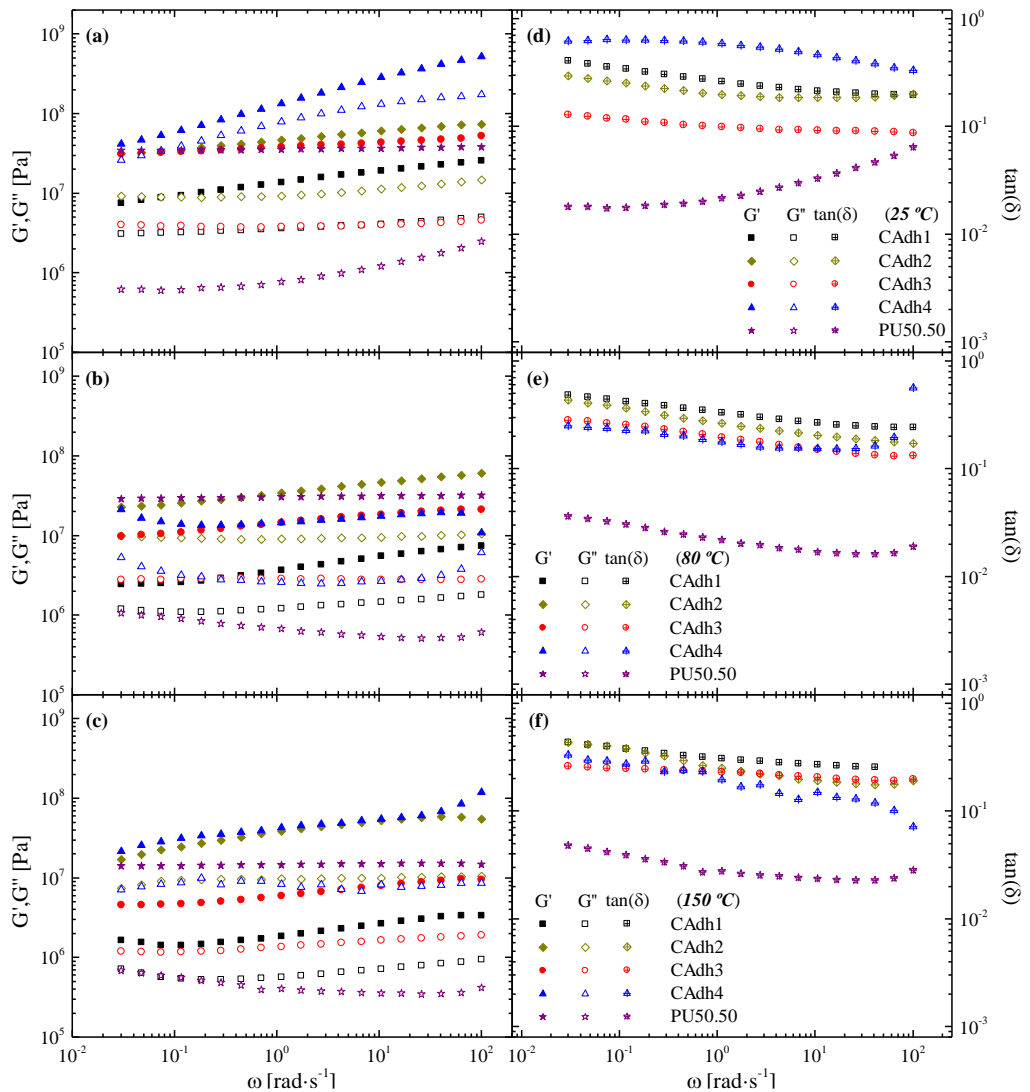 (a)
10^9
10^8
10^7
10^6
10^5
G',G'' [Pa]
(d)
10^0
10^-1
10^-2
10^-3
tan(δ)
G' G'' tan(δ) (25 ºC)
CAdh1
CAdh2
CAdh3
CAdh4
PU50.50
(b)
10^9
10^8
10^7
10^6
10^5
G',G'' [Pa]
(e)
10^0
10^-1
10^-2
10^-3
tan(δ)
G' G'' tan(δ) (80 ºC)
CAdh1
CAdh2
CAdh3
CAdh4
PU50.50
(c)
10^9
10^8
10^7
10^6
10^5
G',G'' [Pa]
(f)
10^0
10^-1
10^-2
10^-3
tan(δ)
G' G'' tan(δ) (150 ºC)
CAdh1
CAdh2
CAdh3
CAdh4
PU50.50
10^-2 10^-1 10^0 10^1 10^2
ω [rad·s^-1]
10^-2 10^-1 10^0 10^1 10^2
ω [rad·s^-1]